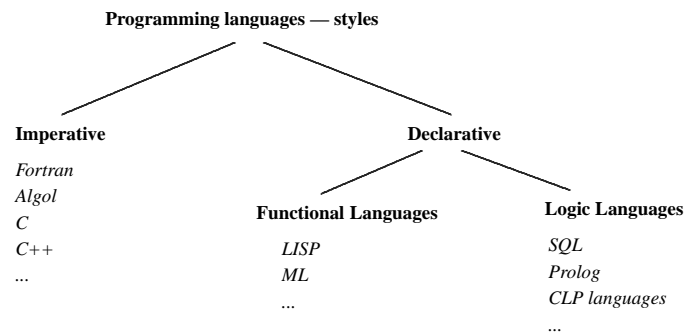 Programming languages — styles
Imperative
Fortran
Algol
C
C++
...
Declarative
Functional Languages
LISP
ML
...
Logic Languages
SQL
Prolog
CLP languages
...